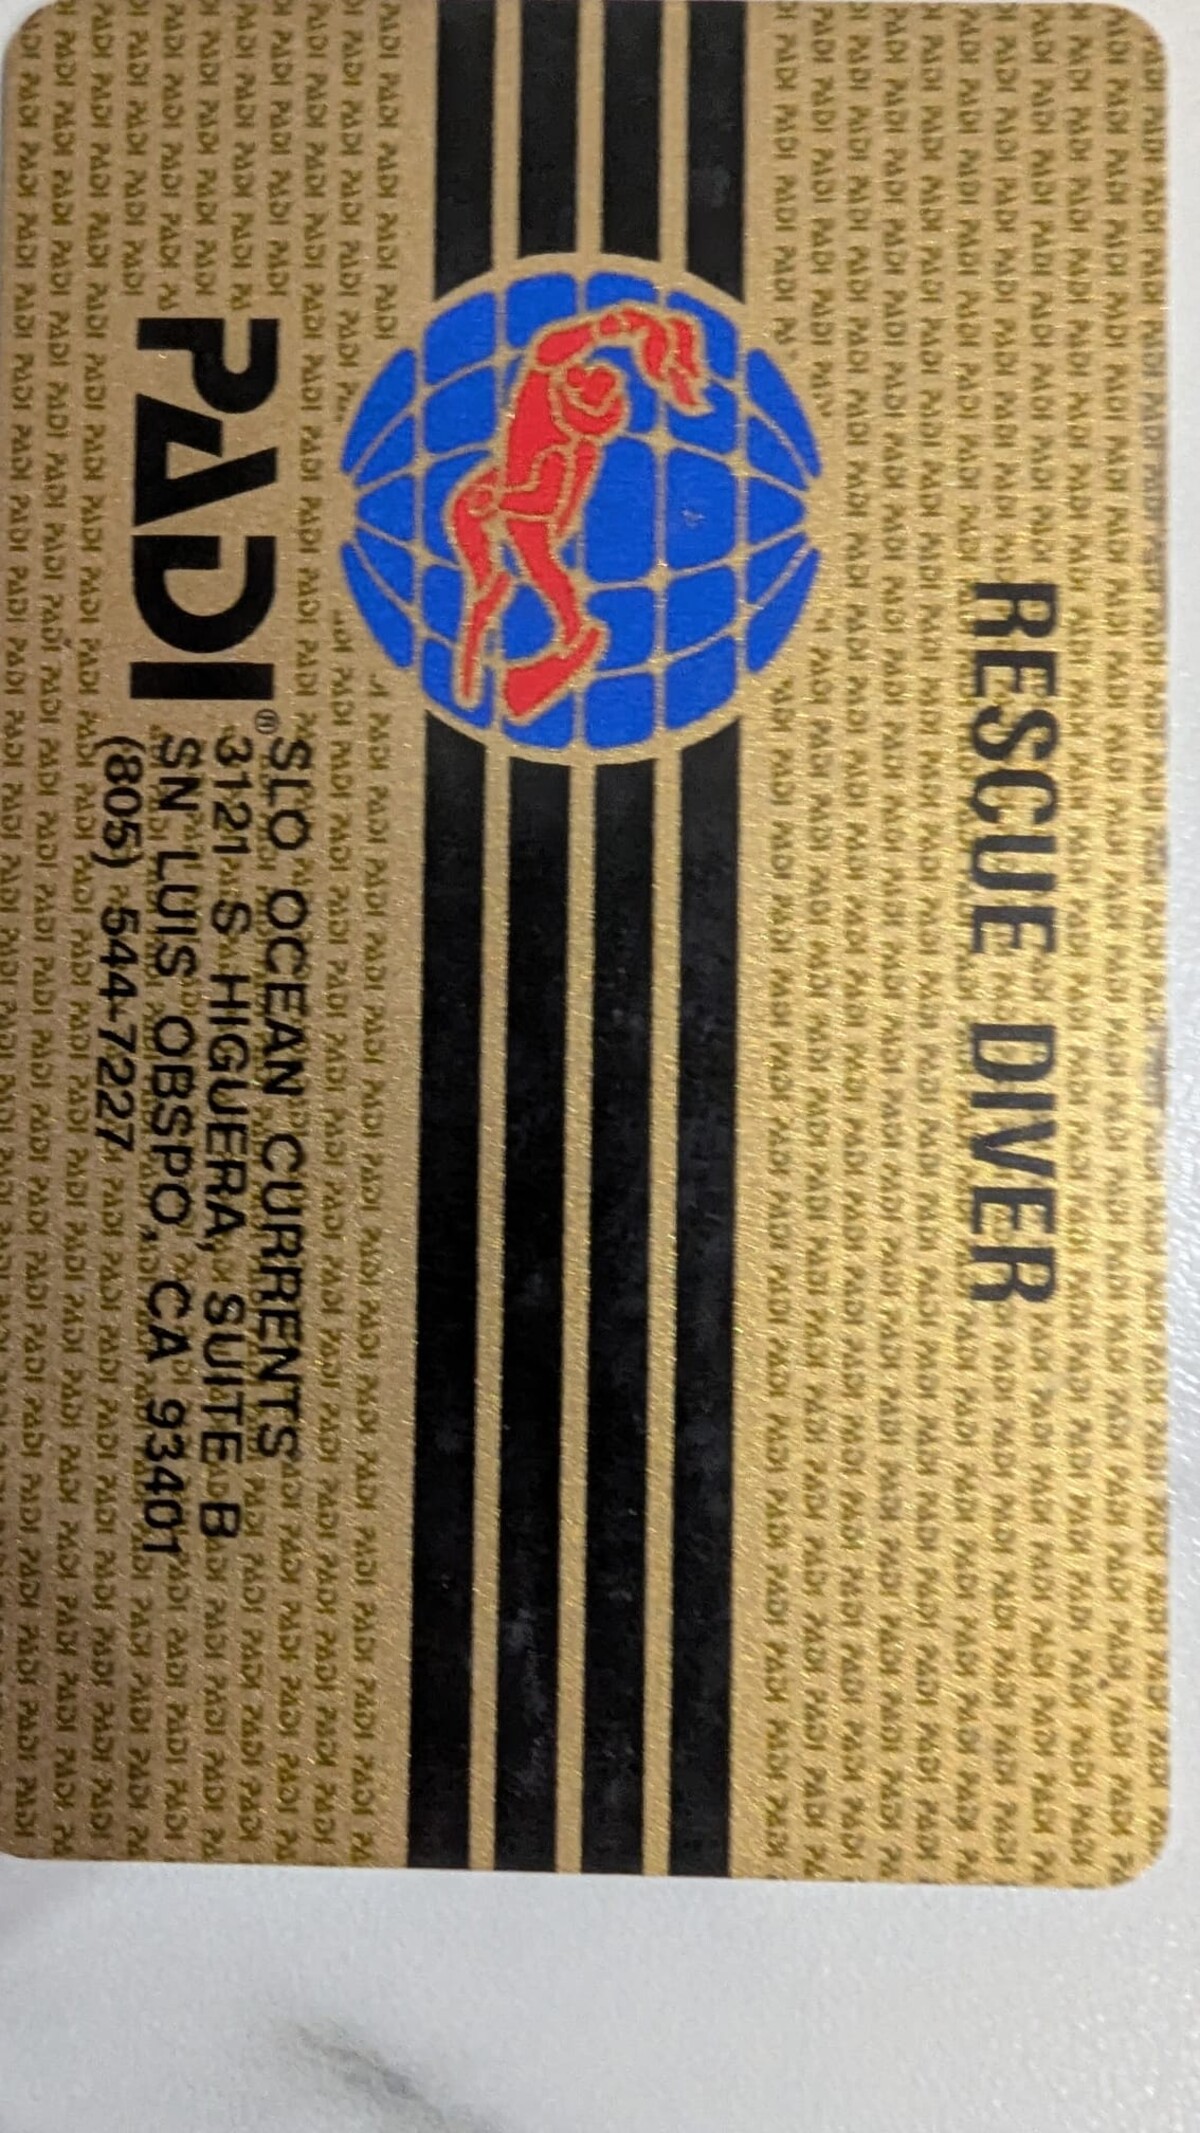 RESCUE DIVER
PADI®
SLO OCEAN CURRENTS
3121 S HIGUERA, SUITE B
SN LUIS OBSPO, CA 93401
(805) 544-7227